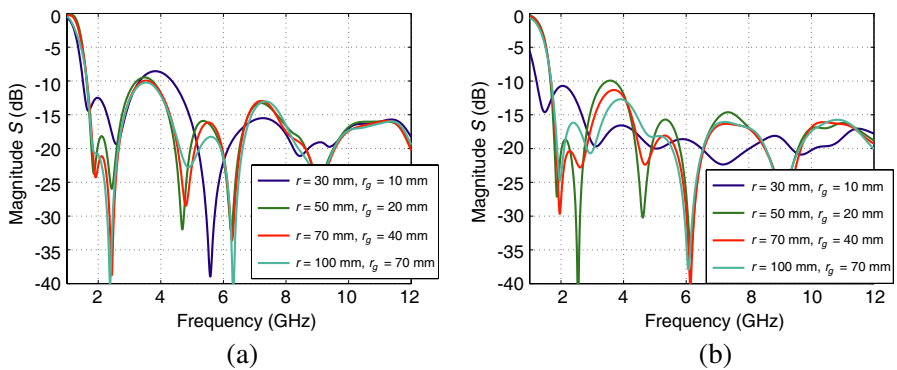 0
-5
-10
-15
-20
-25
-30
-35
-40
Magnitude S (dB)
2 4 6 8 10 12
Frequency (GHz)
r = 30 mm, r_g = 10 mm
r = 50 mm, r_g = 20 mm
r = 70 mm, r_g = 40 mm
r = 100 mm, r_g = 70 mm
(a)
0
-5
-10
-15
-20
-25
-30
-35
-40
Magnitude S (dB)
2 4 6 8 10 12
Frequency (GHz)
r = 30 mm, r_g = 10 mm
r = 50 mm, r_g = 20 mm
r = 70 mm, r_g = 40 mm
r = 100 mm, r_g = 70 mm
(b)